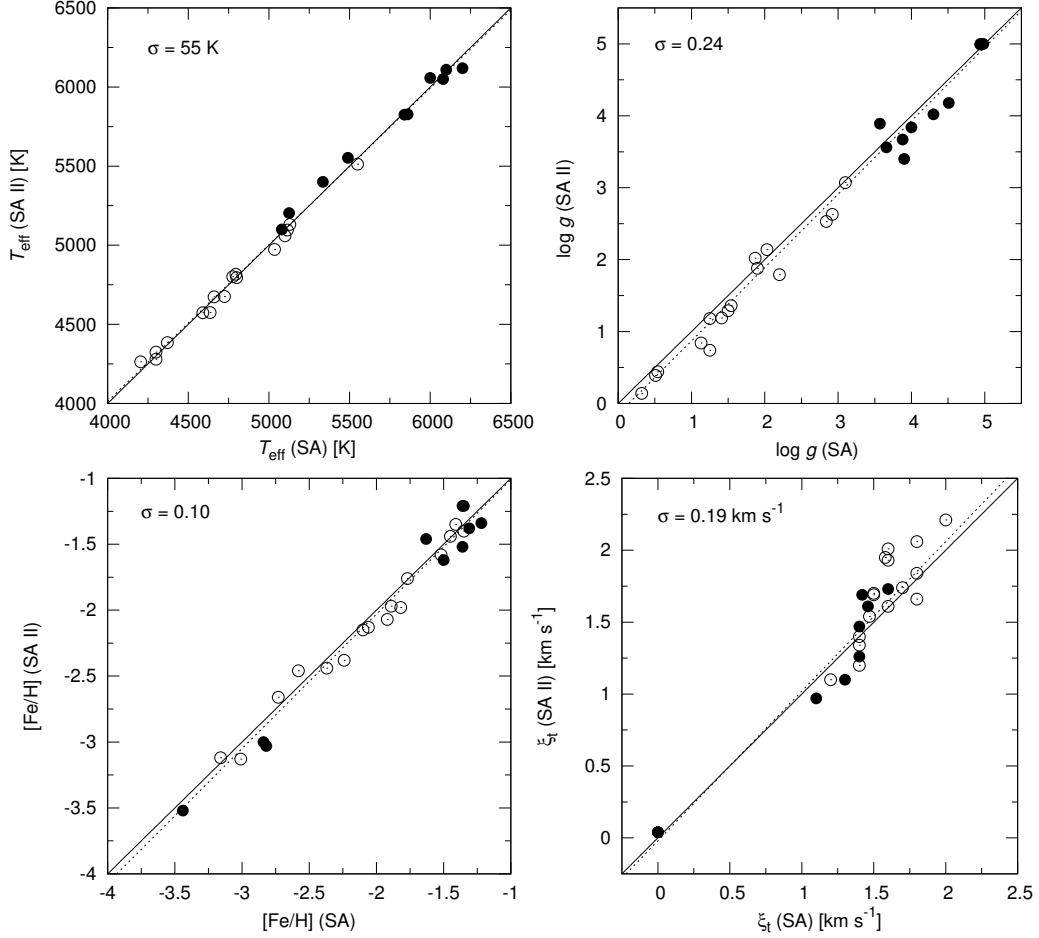 6500
6000
5500
5000
4500
4000
4000 4500 5000 5500 6000 6500
Teff (SA II) [K]
Teff (SA) [K]
σ = 55 K
5
4
3
2
1
0
0 1 2 3 4 5
log g (SA II)
log g (SA)
σ = 0.24
-1
-1.5
-2
-2.5
-3
-3.5
-4
-4 -3.5 -3 -2.5 -2 -1.5 -1
[Fe/H] (SA II)
[Fe/H] (SA)
σ = 0.10
2.5
2
1.5
1
0.5
0
0 0.5 1 1.5 2 2.5
ξt (SA II) [km s-1]
ξt (SA) [km s-1]
σ = 0.19 km s-1